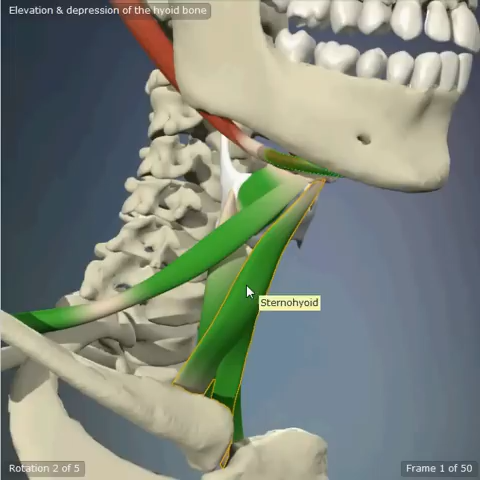 Elevation & depression of the hyoid bone
Sternohyoid
Rotation 2 of 5
Frame 1 of 50